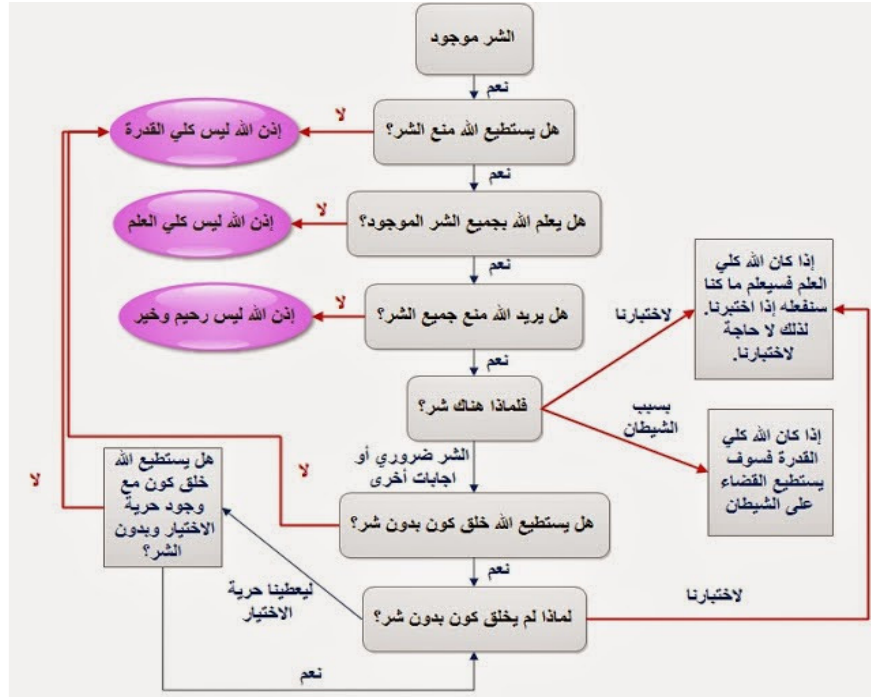 الشر موجود
نعم
هل يستطيع الله منع الشر؟
لا
إذن الله ليس كلي القدرة
نعم
هل يعلم الله بجميع الشر الموجود؟
لا
إذن الله ليس كلي العلم
نعم
هل يريد الله منع جميع الشر؟
لا
إذن الله ليس رحيم وخير
نعم
فلماذا هناك شر؟
لاختبارنا
إذا كان الله كلي
العلم فسيعلم ما كنا
سنفعله إذا اختبرنا.
لذلك لا حاجة
لاختبارنا.
بسبب
الشيطان
إذا كان الله كلي
القدرة فسوف
يستطيع القضاء
على الشيطان
الشر ضروري أو
اجابات أخرى
هل يستطيع الله خلق كون بدون شر؟
لا
نعم
لماذا لم يخلق كون بدون شر؟
لاختبارنا
ليعطينا حرية
الاختيار
هل يستطيع الله
خلق كون مع
وجود حرية
الاختيار وبدون
الشر؟
لا
نعم